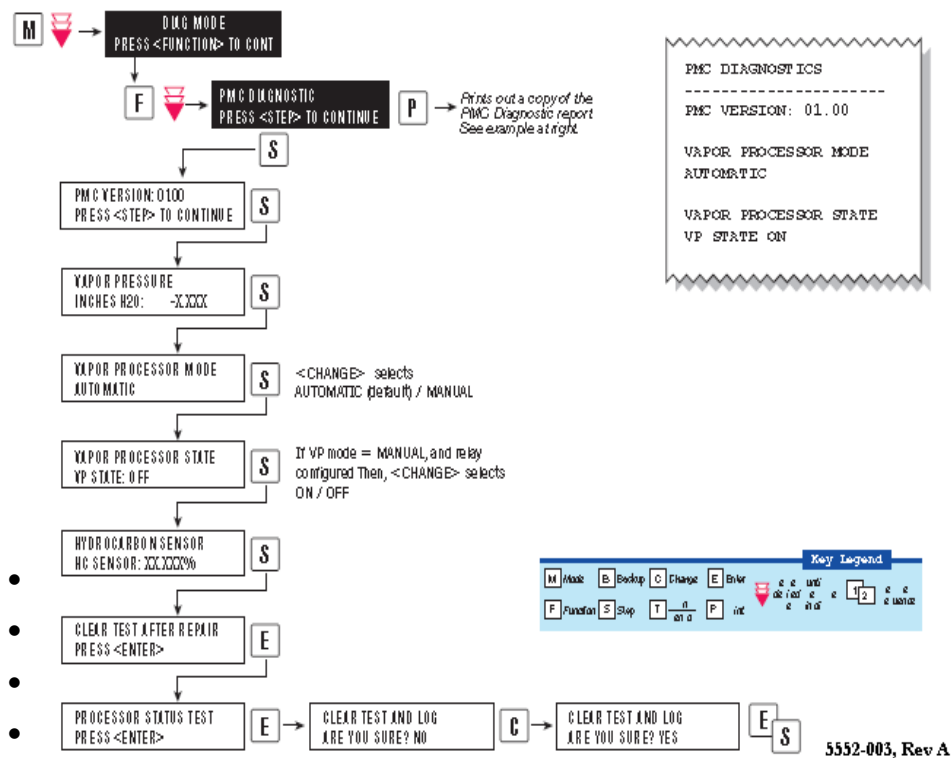 M
DIAG MODE
PRESS <FUNCTION> TO CONT
F
PMC DIAGNOSTIC
PRESS <STEP> TO CONTINUE
P
Prints out a copy of the
PMC Diagnostic report
See example at right
S
PMC VERSION: 01.00
PRESS <STEP> TO CONTINUE
S
VAPOR PRESSURE
INCHES H20: -X.XXX
S
VAPOR PROCESSOR MODE
AUTOMATIC
S
<CHANGE> selects
AUTOMATIC (default) / MANUAL
VAPOR PROCESSOR STATE
VP STATE: OFF
S
If VP mode = MANUAL, and relay
configured Then, <CHANGE> selects
ON / OFF
HYDROCARBON SENSOR
HC SENSOR: XX.XXX%
S
CLEAR TEST AFTER REPAIR
PRESS <ENTER>
E
PROCESSOR STATUS TEST
PRESS <ENTER>
E
CLEAR TEST AND LOG
ARE YOU SURE? NO
C
CLEAR TEST AND LOG
ARE YOU SURE? YES
E
S
PMC DIAGNOSTICS
-----------------------
PMC VERSION: 01.00
VAPOR PROCESSOR MODE
AUTOMATIC
VAPOR PROCESSOR STATE
VP STATE ON
Key Legend
M Mode B Backup C Change E Enter
F Function S Step T P
1 2
5552-003, Rev A